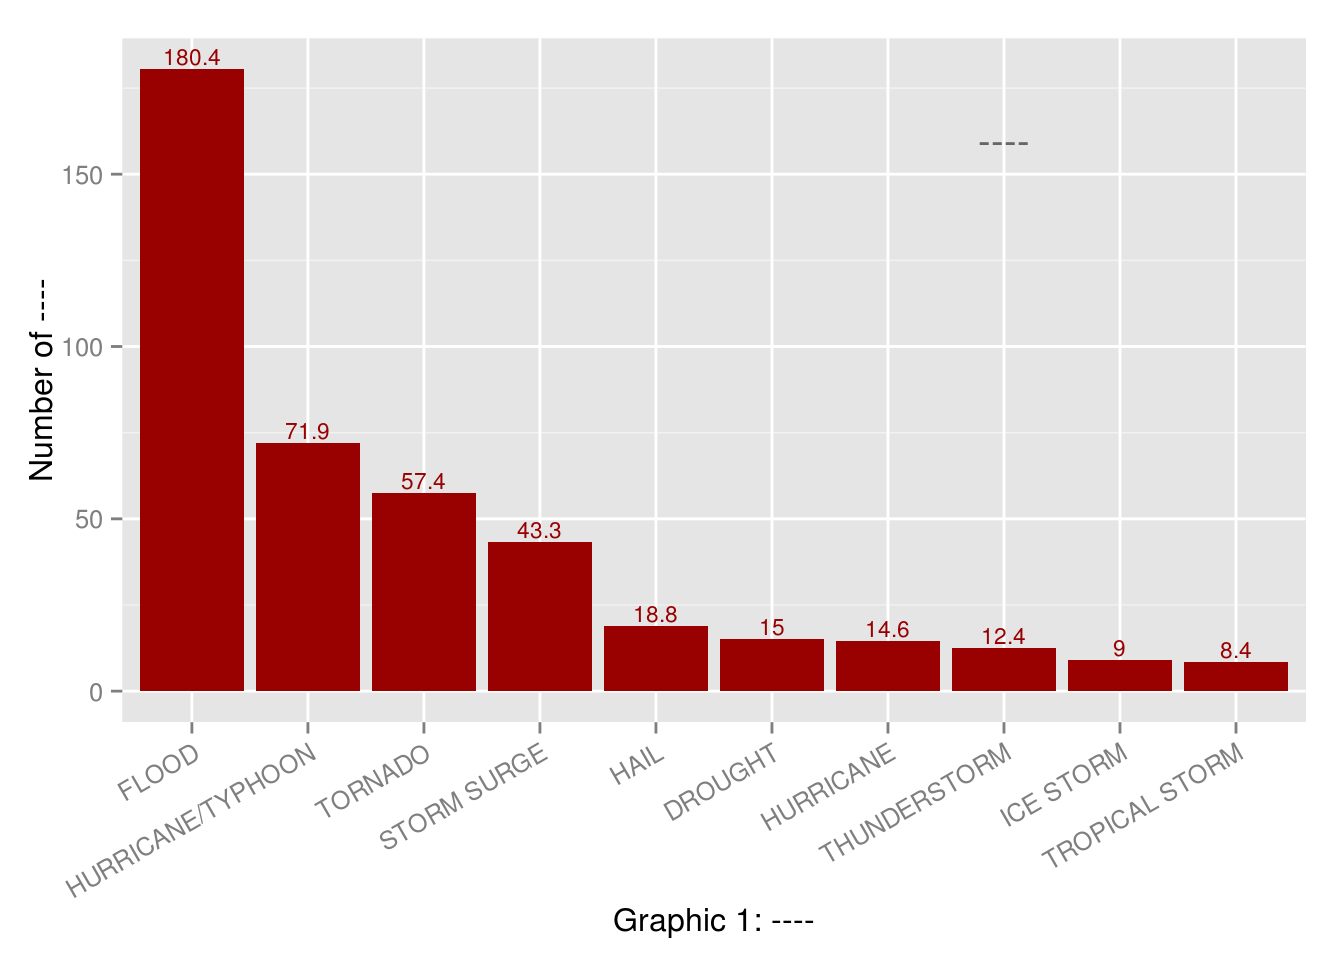 180.4
----
150
Number of ----
100
71.9
57.4
50
43.3
18.8
15
14.6
12.4
9
8.4
0
FLOOD
HURRICANE/TYPHOON
TORNADO
STORM SURGE
HAIL
DROUGHT
HURRICANE
THUNDERSTORM
ICE STORM
TROPICAL STORM
Graphic 1: ----